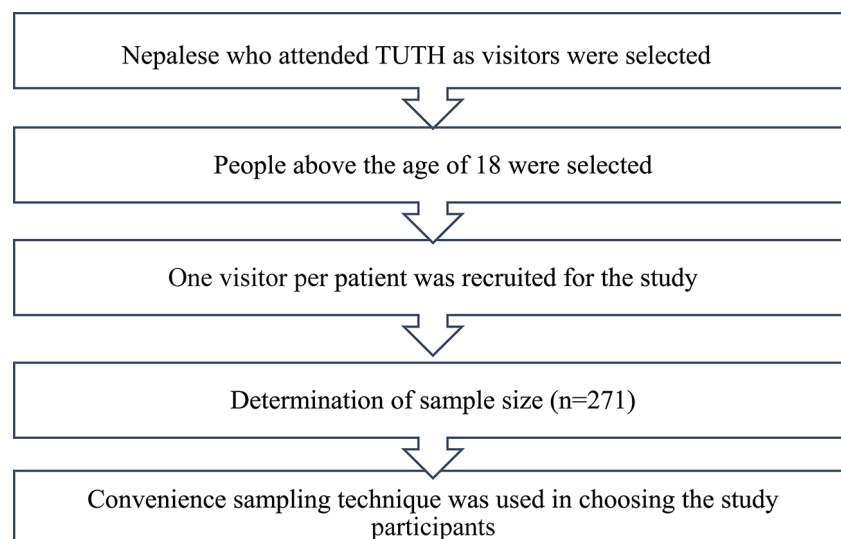 Nepalese who attended TUTH as visitors were selected
People above the age of 18 were selected
One visitor per patient was recruited for the study
Determination of sample size (n=271)
Convenience sampling technique was used in choosing the study
participants